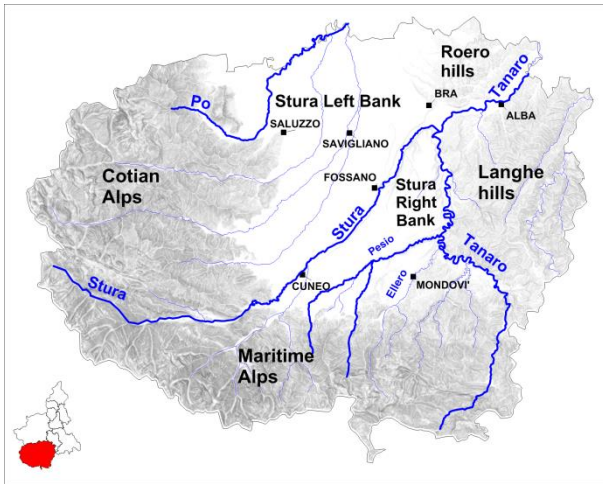 Roero
hills
Tanaro
Po
BRA
Stura Left Bank
ALBA
SALUZZO
SAVIGLIANO
Cotian
Alps
Langhe
hills
FOSSANO
Stura
Right
Bank
Stura
Pesio
Tanaro
Stura
CUNEO
Ellero
MONDOVI'
Maritime
Alps